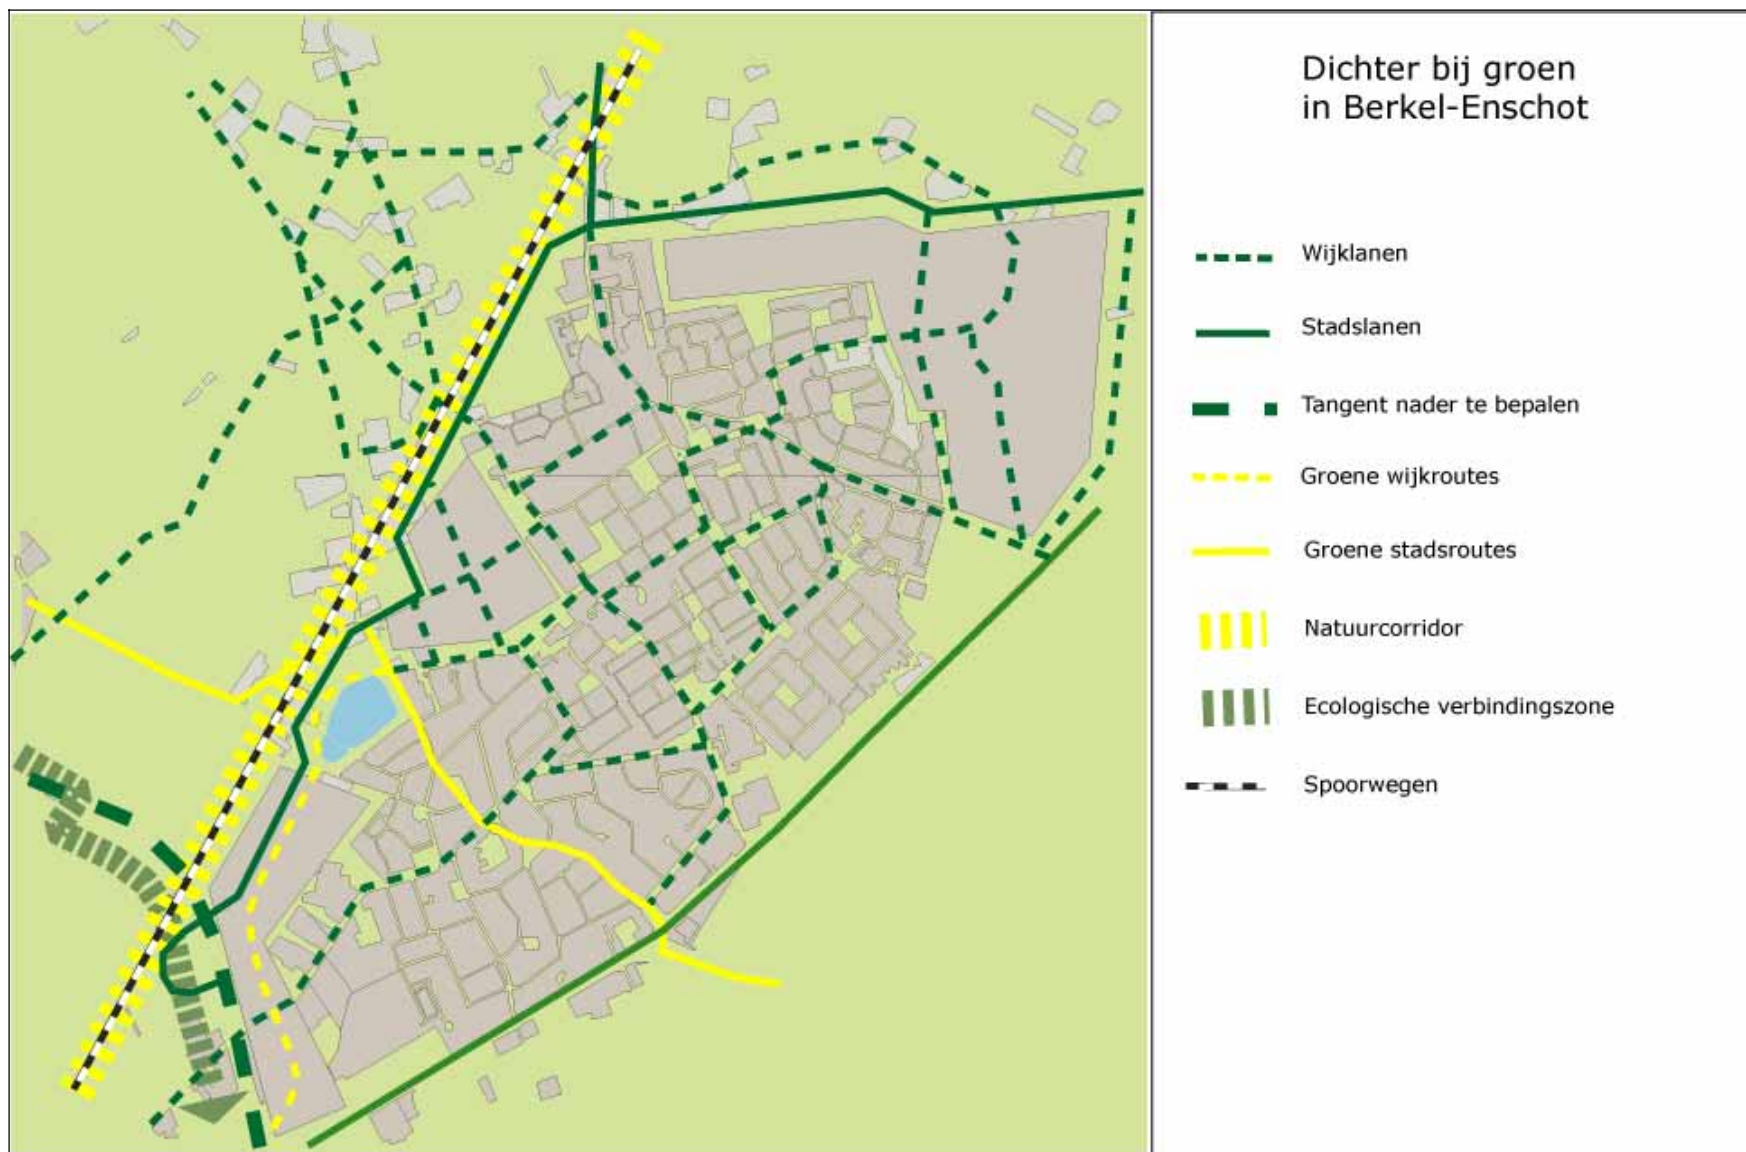 Dichter bij groen
in Berkel-Enschot
Wijklanen
Stadslanen
Tangent nader te bepalen
Groene wijkroutes
Groene stadsroutes
Natuurcorridor
Ecologische verbindingszone
Spoorwegen